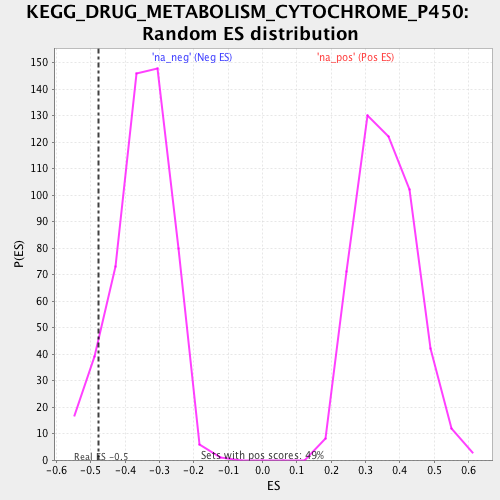 KEGG_DRUG_METABOLISM_CYTOCHROME_P450:
Random ES distribution
'na_neg' (Neg ES)
'na_pos' (Pos ES)
150
140
130
120
110
100
90
80
70
60
50
40
30
20
10
0
P(ES)
Real ES -0.5
Sets with pos scores: 49%
-0.6 -0.5 -0.4 -0.3 -0.2 -0.1 0.0 0.1 0.2 0.3 0.4 0.5 0.6
ES